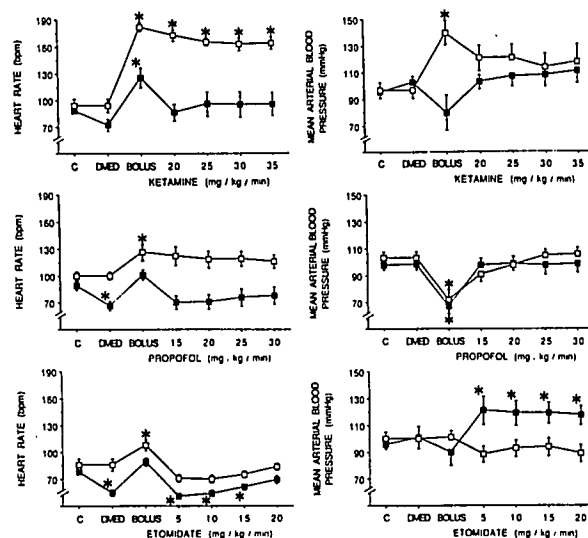 HEART RATE (bpm)
190
160
130
100
70
C DMED BOLUS 20 25 30 35
KETAMINE (mg / kg / min)
MEAN ARTERIAL BLOOD
PRESSURE (mmHg)
150
130
110
90
70
C DMED BOLUS 20 25 30 35
KETAMINE (mg / kg / min)
HEART RATE (bpm)
190
160
130
100
70
C DMED BOLUS 15 20 25 30
PROPOFOL (mg . kg / min)
MEAN ARTERIAL BLOOD
PRESSURE (mmHg)
150
130
110
90
70
C DMED BOLUS 15 20 25 30
PROPOFOL (mg . kg / min)
HEART RATE (bpm)
190
160
130
100
70
C DMED BOLUS 5 10 15 20
ETOMIDATE (mg / kg / min)
MEAN ARTERIAL BLOOD
PRESSURE (mmHg)
150
130
110
90
70
C DMED BOLUS 5 10 15 20
ETOMIDATE (mg / kg / min)